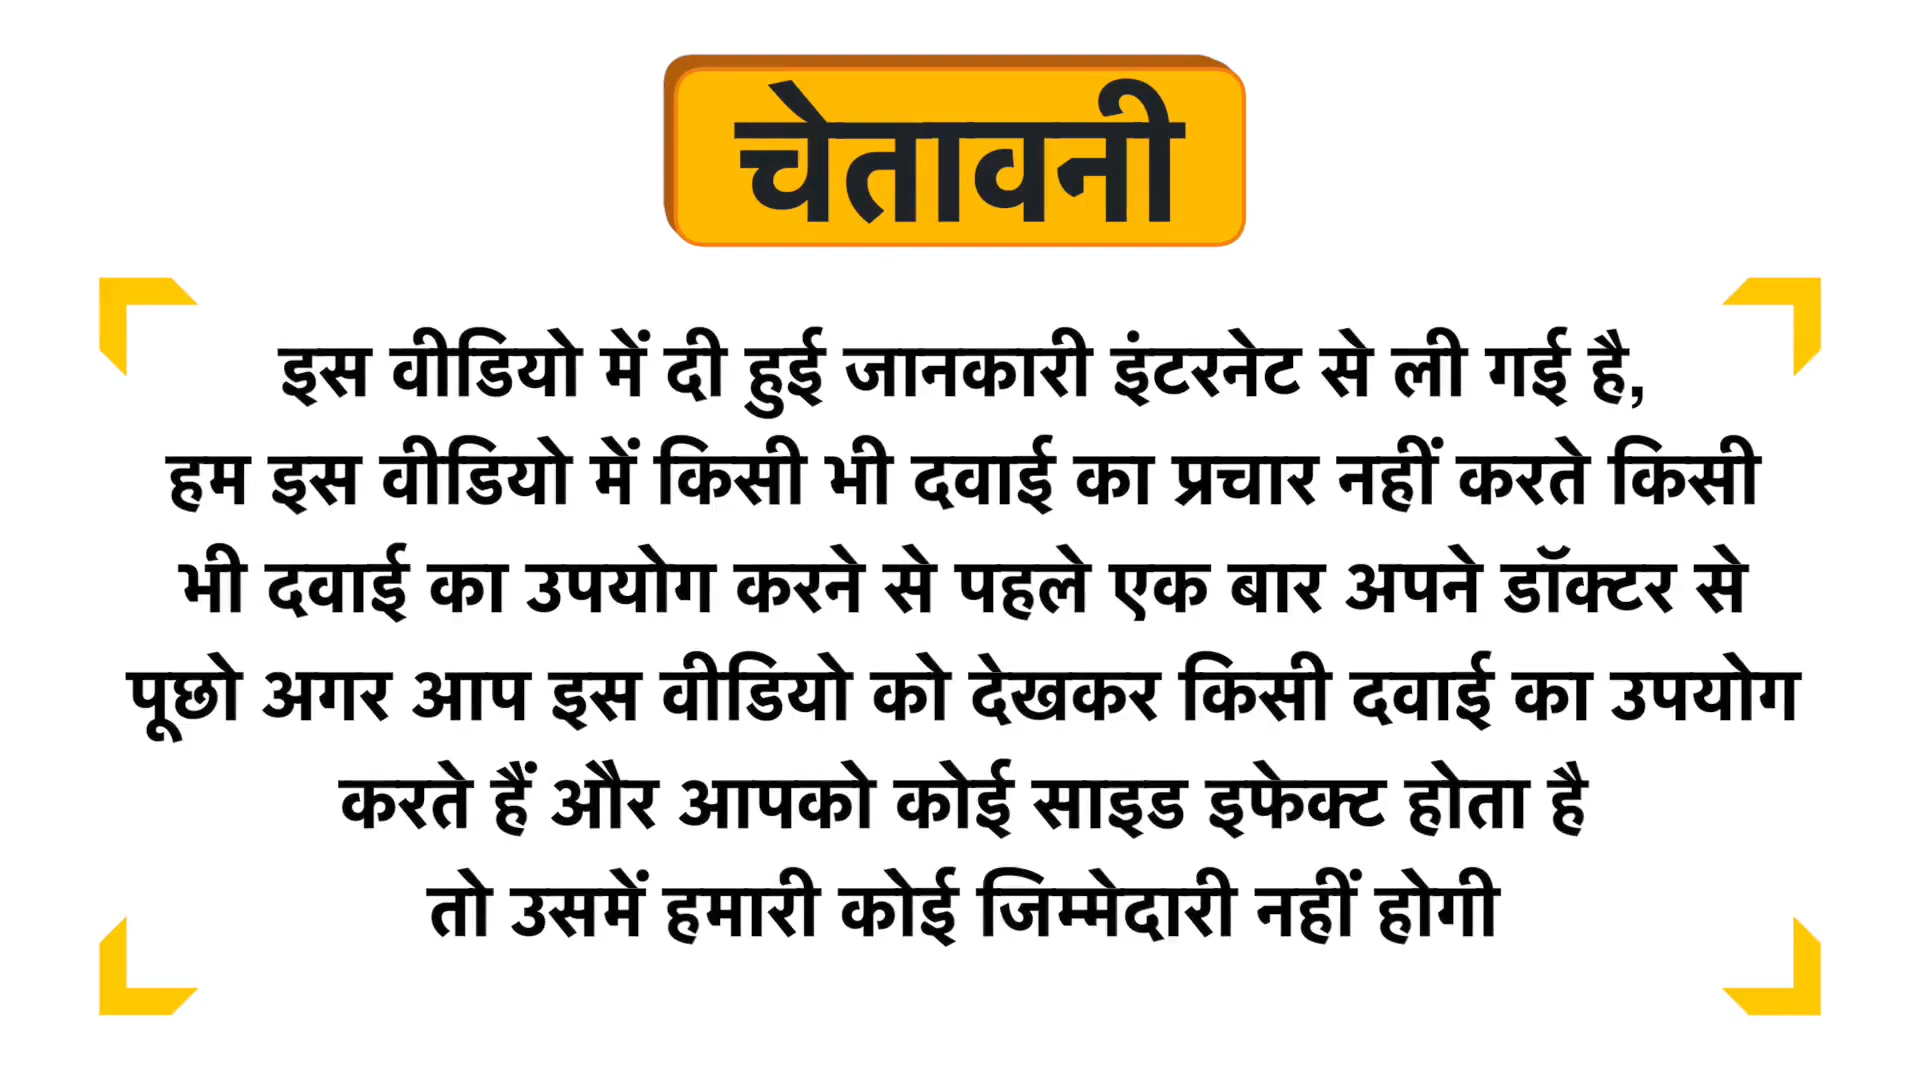 चेतावनी
इस वीडियो में दी हुई जानकारी इंटरनेट से ली गई है,
हम इस वीडियो में किसी भी दवाई का प्रचार नहीं करते किसी
भी दवाई का उपयोग करने से पहले एक बार अपने डॉक्टर से
पूछो अगर आप इस वीडियो को देखकर किसी दवाई का उपयोग
करते हैं और आपको कोई साइड इफेक्ट होता है
तो उसमें हमारी कोई जिम्मेदारी नहीं होगी